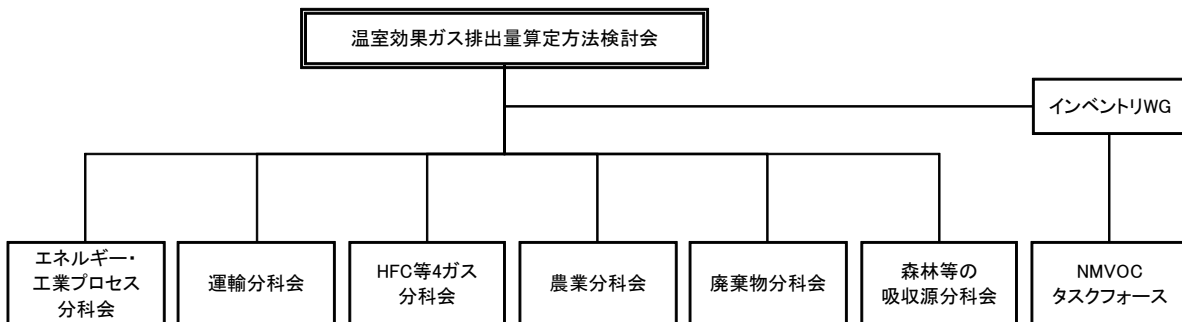 温室効果ガス排出量算定方法検討会
インベントリWG
エネルギー・
工業プロセス
分科会
運輸分科会
HFC等4ガス
分科会
農業分科会
廃棄物分科会
森林等の
吸収源分科会
NMVOC
タスクフォース